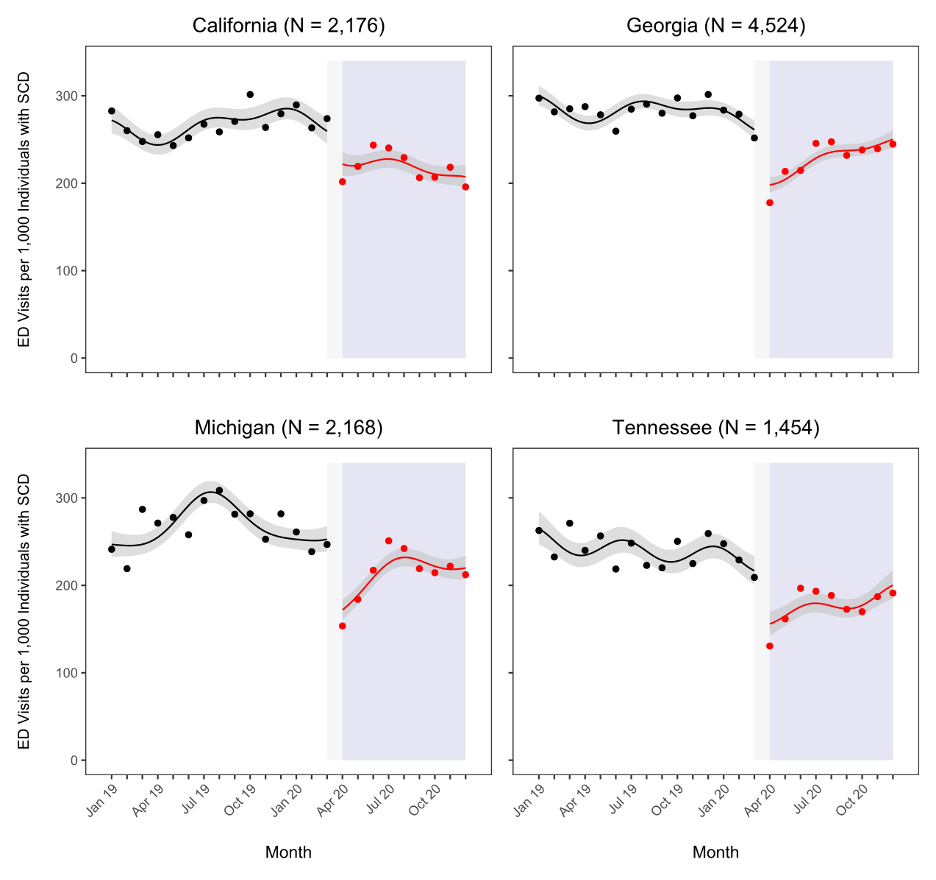 California (N = 2,176)
Georgia (N = 4,524)
ED Visits per 1,000 Individuals with SCD
300
200
100
0
Michigan (N = 2,168)
Tennessee (N = 1,454)
ED Visits per 1,000 Individuals with SCD
300
200
100
0
Jan 19 Apr 19 Jul 19 Oct 19 Jan 20 Apr 20 Jul 20 Oct 20
Jan 19 Apr 19 Jul 19 Oct 19 Jan 20 Apr 20 Jul 20 Oct 20
Month
Month